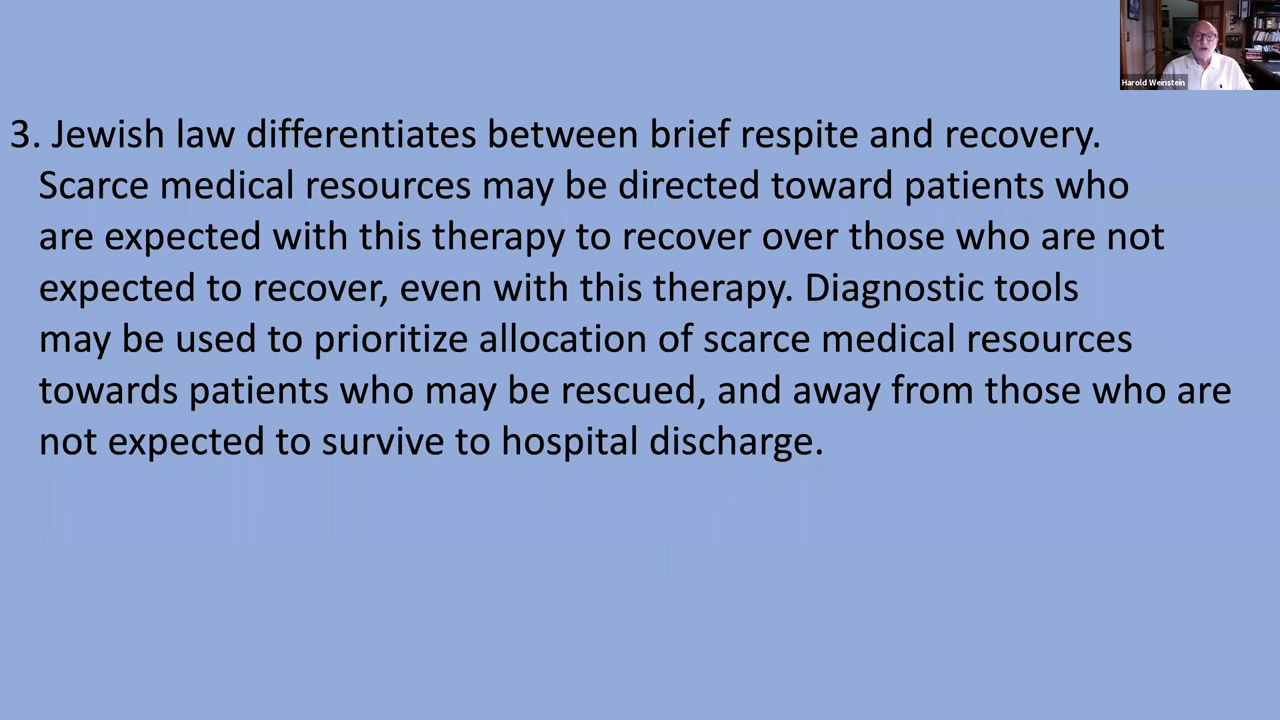 Harold Weinstein
3. Jewish law differentiates between brief respite and recovery.
Scarce medical resources may be directed toward patients who
are expected with this therapy to recover over those who are not
expected to recover, even with this therapy. Diagnostic tools
may be used to prioritize allocation of scarce medical resources
towards patients who may be rescued, and away from those who are
not expected to survive to hospital discharge.